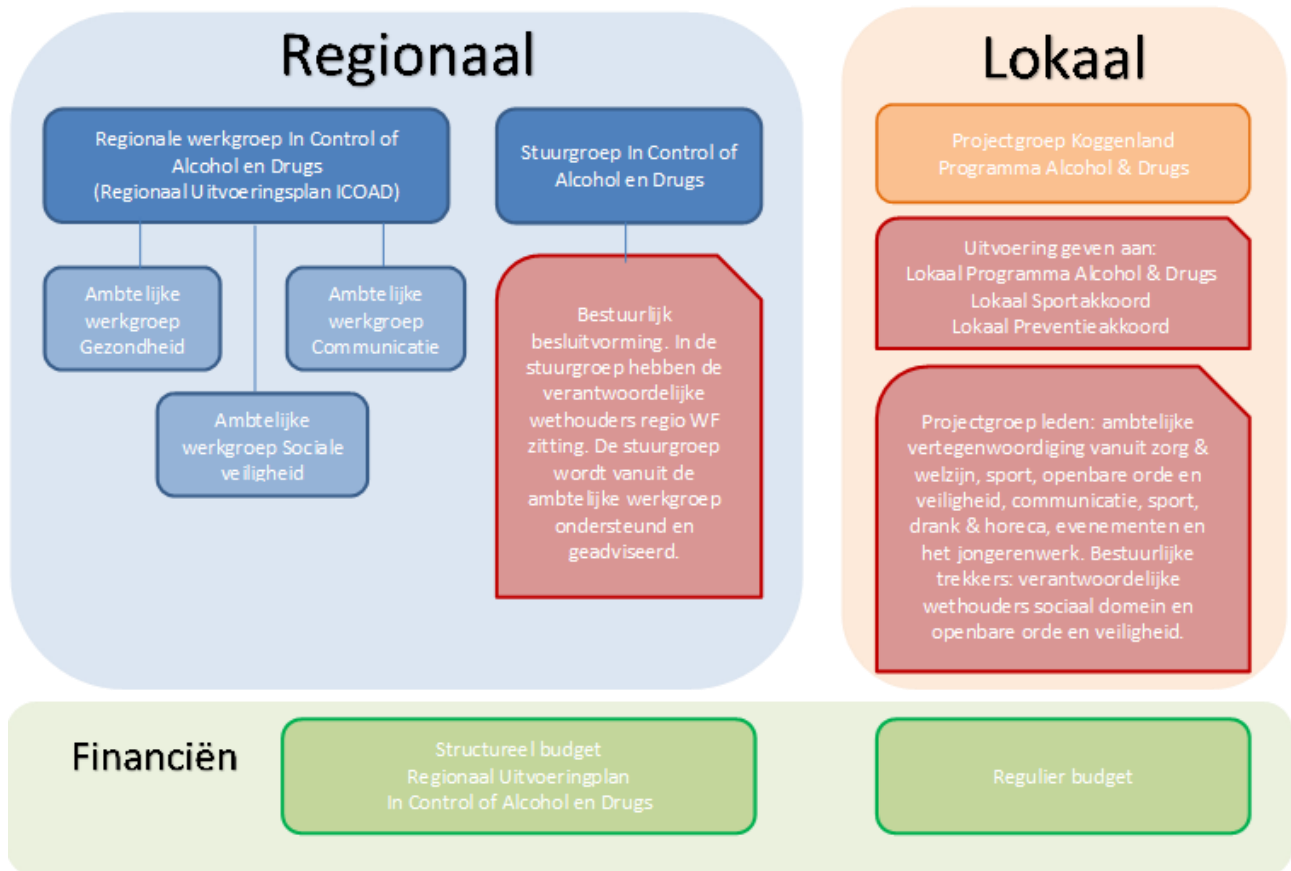 Regionaal
Regionale werkgroep In Control of
Alcohol en Drugs
(Regionaal Uitvoeringsplan ICOAD)
Stuurgroep In Control of
Alcohol en Drugs
Ambtelijke
werkgroep
Gezondheid
Ambtelijke
werkgroep
Communicatie
Ambtelijke
werkgroep Sociale
veiligheid
Bestuurlijk
besluitvorming. In de
stuurgroep hebben de
verantwoordelijke
wethouders regio WF
zitting. De stuurgroep
wordt vanuit de
ambtelijke werkgroep
ondersteund en
geadviseerd.
Lokaal
Projectgroep Koggenland
Programma Alcohol & Drugs
Uitvoering geven aan:
Lokaal Programma Alcohol & Drugs
Lokaal Sportakkoord
Lokaal Preventieakkoord
Projectgroep leden: ambtelijke
vertegenwoordiging vanuit zorg &
welzijn, sport, openbare orde en
veiligheid, communicatie, sport,
drank & horeca, evenementen en
het jongerenwerk. Bestuurlijke
trekkers: verantwoordelijke
wethouders sociaal domein en
openbare orde en veiligheid.
Financiën
Structureel budget
Regionaal Uitvoeringplan
In Control of Alcohol en Drugs
Regulier budget